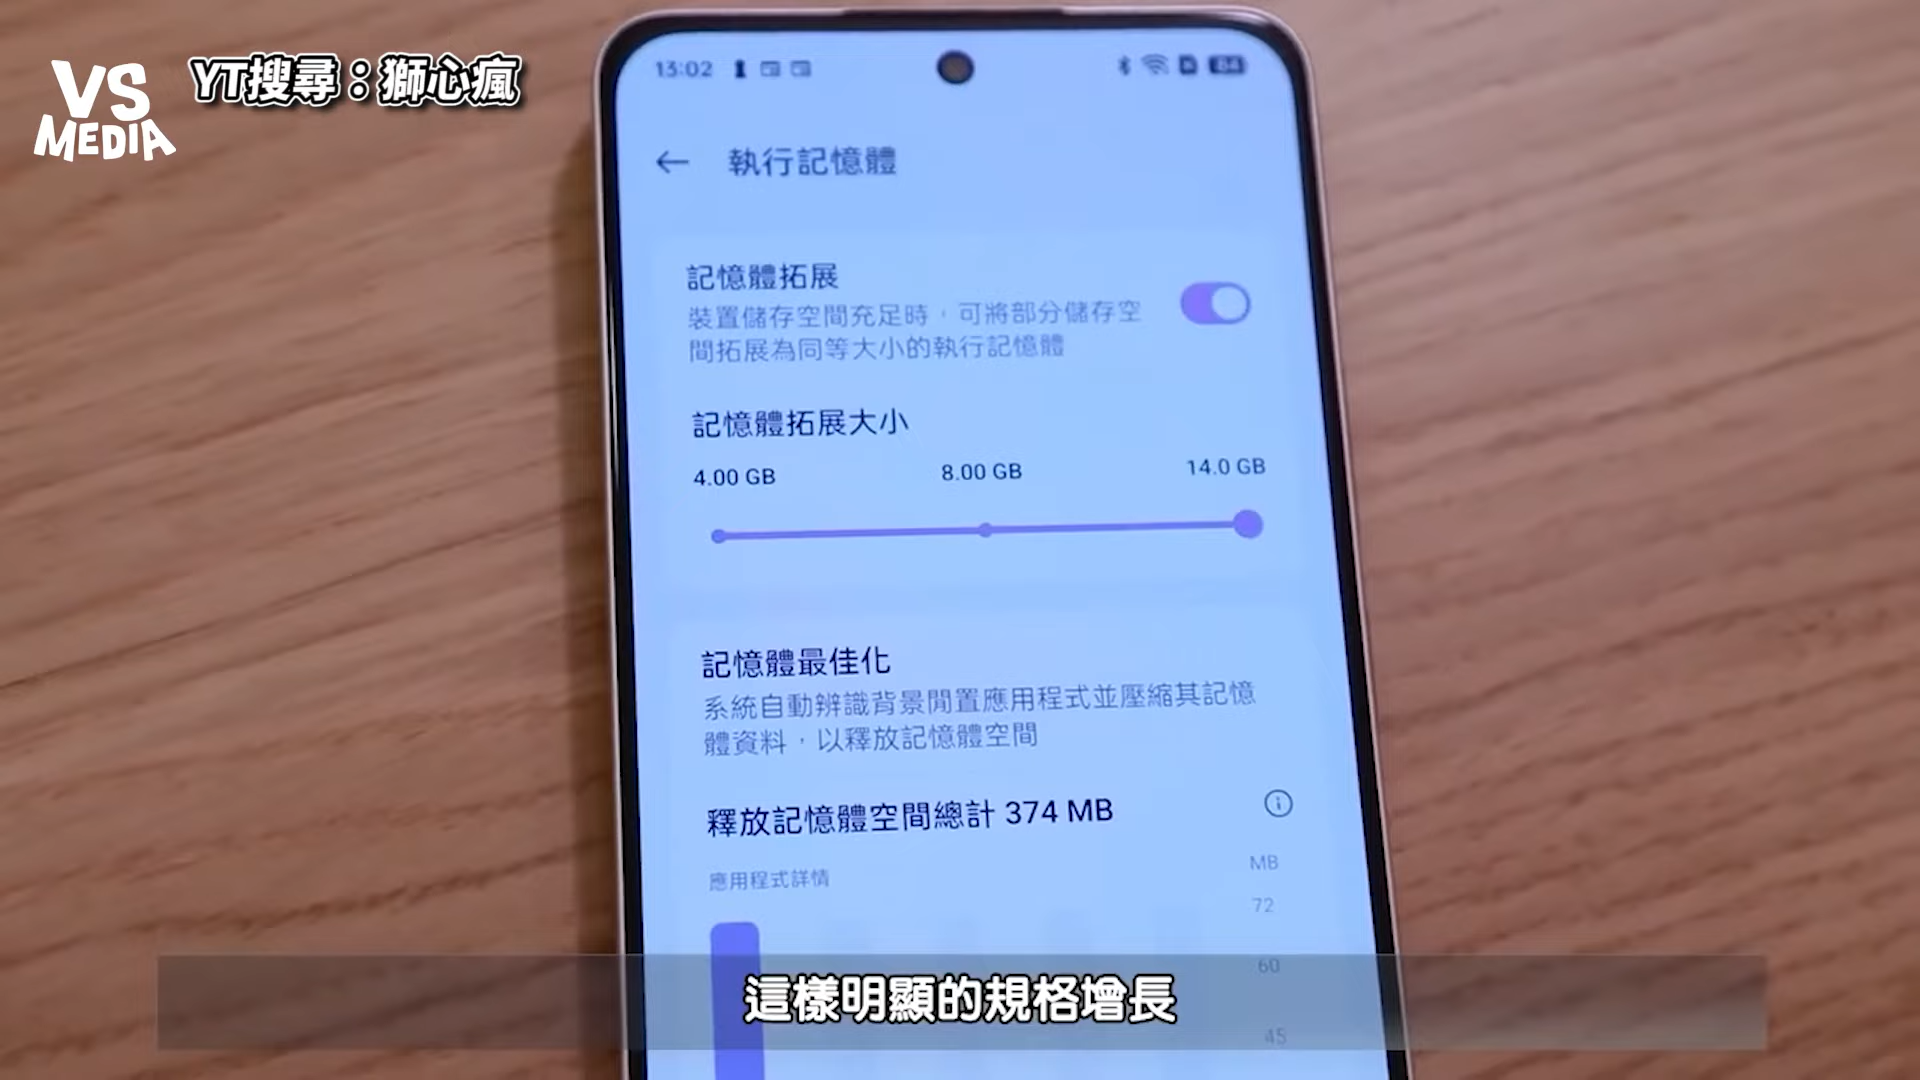 VS
MEDIA
YT搜尋：獅心瘋
13:02
84
執行記憶體
記憶體拓展
裝置儲存空間充足時，可將部分儲存空
間拓展為同等大小的執行記憶體
記憶體拓展大小
4.00 GB
8.00 GB
14.0 GB
記憶體最佳化
系統自動辨識背景閒置應用程式並壓縮其記憶
體資料，以釋放記憶體空間
釋放記憶體空間總計 374 MB
應用程式詳情
MB
72
60
45
這樣明顯的規格增長